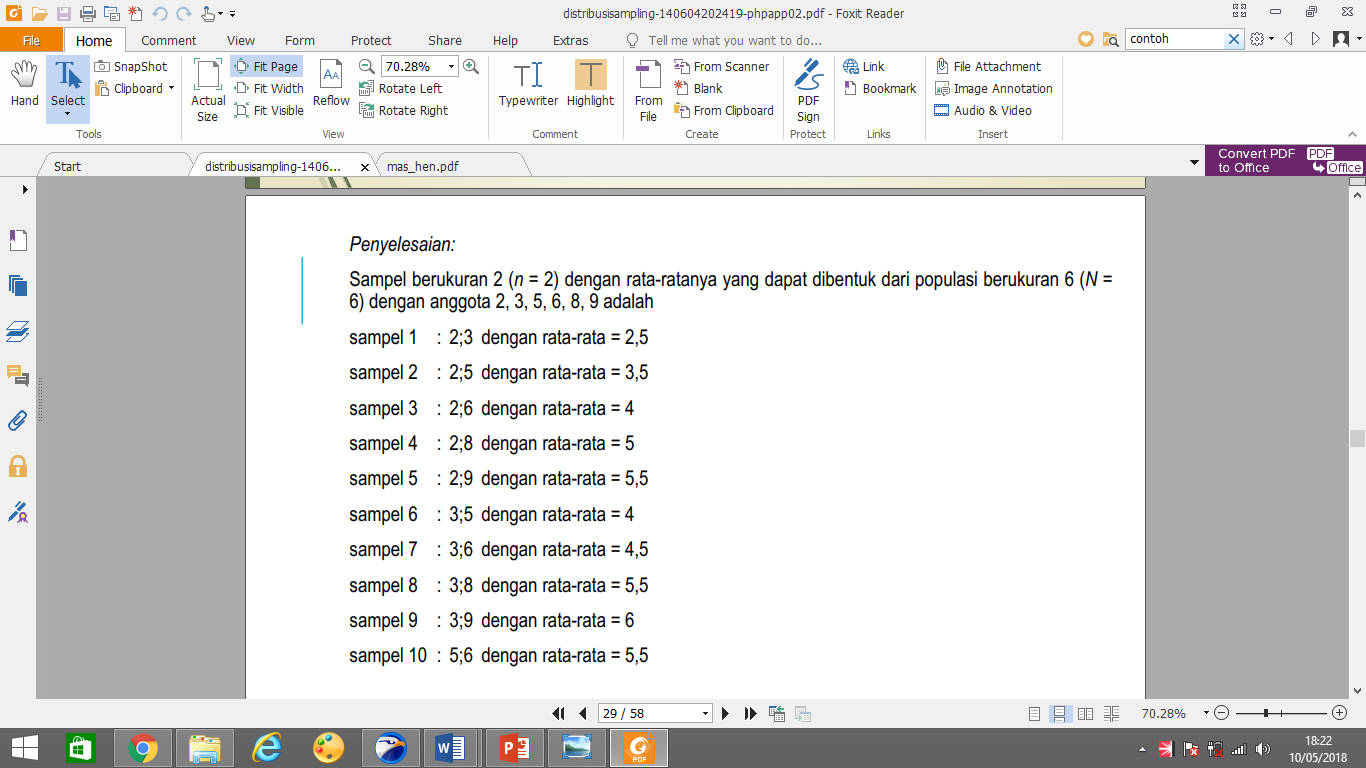 distribusisampling-140604202419-phpapp02.pdf - Foxit Reader
File Home Comment View Form Protect Share Help Extras Tell me what you want to do... contoh
Hand Select SnapShot Clipboard Actual Size Fit Page Fit Width Fit Visible Reflow 70.28% Rotate Left Rotate Right Typewriter Highlight From File From Scanner Blank From Clipboard PDF Sign Link Bookmark File Attachment Image Annotation Audio & Video
Tools View Comment Create Protect Links Insert
Start distribusisampling-1406... mas_hen.pdf Convert PDF to Office PDF Office
Penyelesaian:
Sampel berukuran 2 (n = 2) dengan rata-ratanya yang dapat dibentuk dari populasi berukuran 6 (N =
6) dengan anggota 2, 3, 5, 6, 8, 9 adalah
sampel 1 : 2;3 dengan rata-rata = 2,5
sampel 2 : 2;5 dengan rata-rata = 3,5
sampel 3 : 2;6 dengan rata-rata = 4
sampel 4 : 2;8 dengan rata-rata = 5
sampel 5 : 2;9 dengan rata-rata = 5,5
sampel 6 : 3;5 dengan rata-rata = 4
sampel 7 : 3;6 dengan rata-rata = 4,5
sampel 8 : 3;8 dengan rata-rata = 5,5
sampel 9 : 3;9 dengan rata-rata = 6
sampel 10 : 5;6 dengan rata-rata = 5,5
29 / 58 70.28%
18:22
10/05/2018